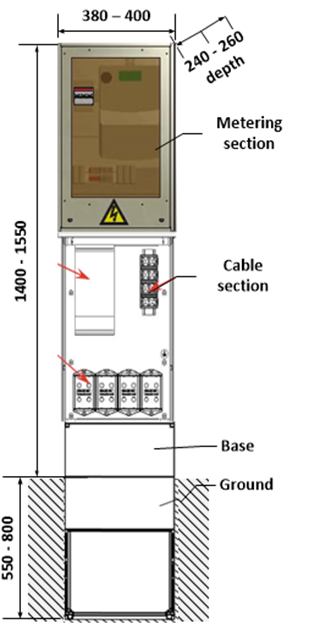 380 – 400
240 - 260
depth
Metering
section
1400 - 1550
Cable
section
Base
Ground
550 - 800